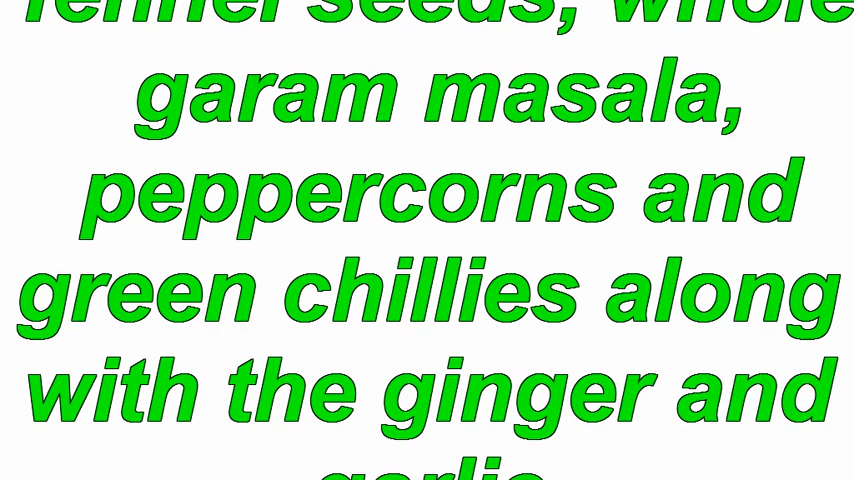 fennel seeds, whole
garam masala,
peppercorns and
green chillies along
with the ginger and
garlic